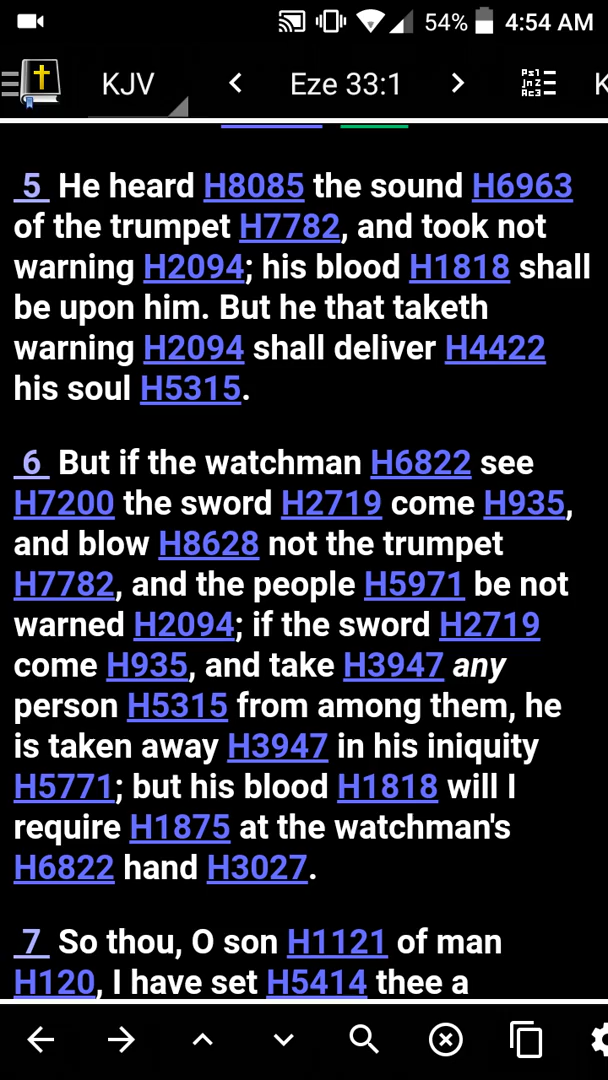 54% 4:54 AM
KJV Eze 33:1 Ps1 Jn2 Ac3 K
5 He heard H8085 the sound H6963
of the trumpet H7782, and took not
warning H2094; his blood H1818 shall
be upon him. But he that taketh
warning H2094 shall deliver H4422
his soul H5315.
6 But if the watchman H6822 see
H7200 the sword H2719 come H935,
and blow H8628 not the trumpet
H7782, and the people H5971 be not
warned H2094; if the sword H2719
come H935, and take H3947 any
person H5315 from among them, he
is taken away H3947 in his iniquity
H5771; but his blood H1818 will I
require H1875 at the watchman's
H6822 hand H3027.
7 So thou, O son H1121 of man
H120, I have set H5414 thee a